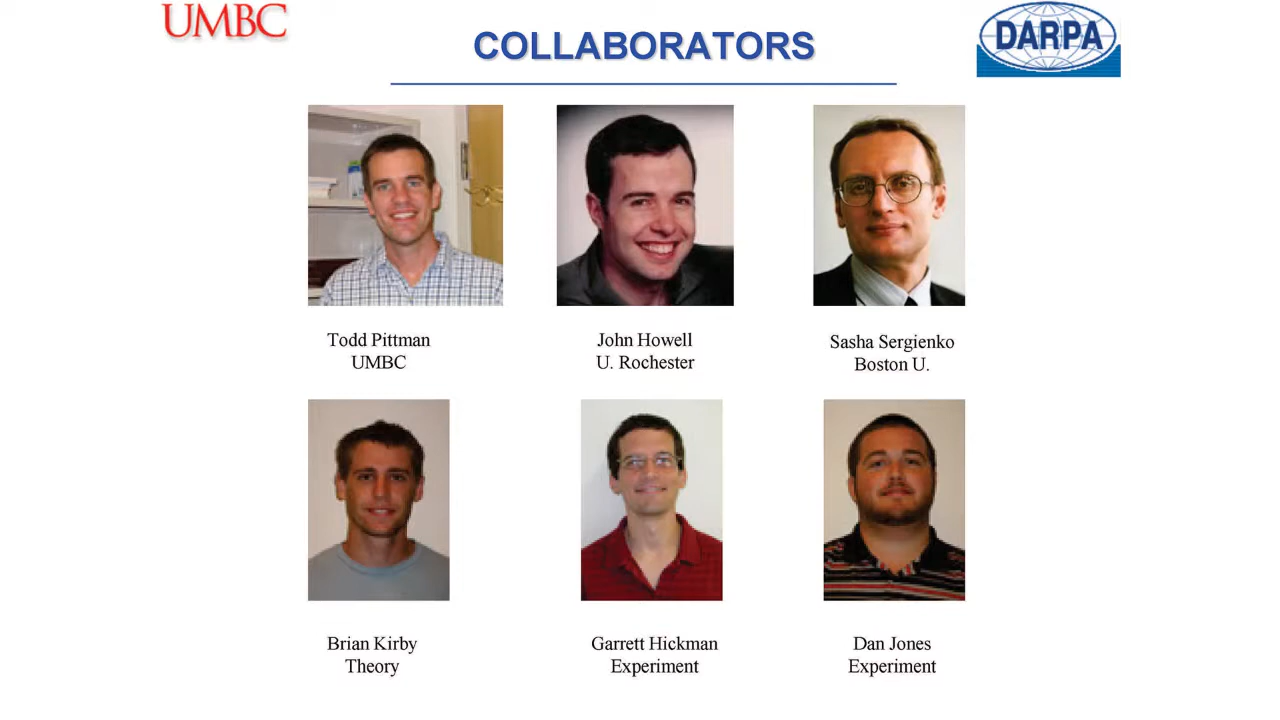 UMBC
COLLABORATORS
DARPA
Todd Pittman
UMBC
John Howell
U. Rochester
Sasha Sergienko
Boston U.
Brian Kirby
Theory
Garrett Hickman
Experiment
Dan Jones
Experiment